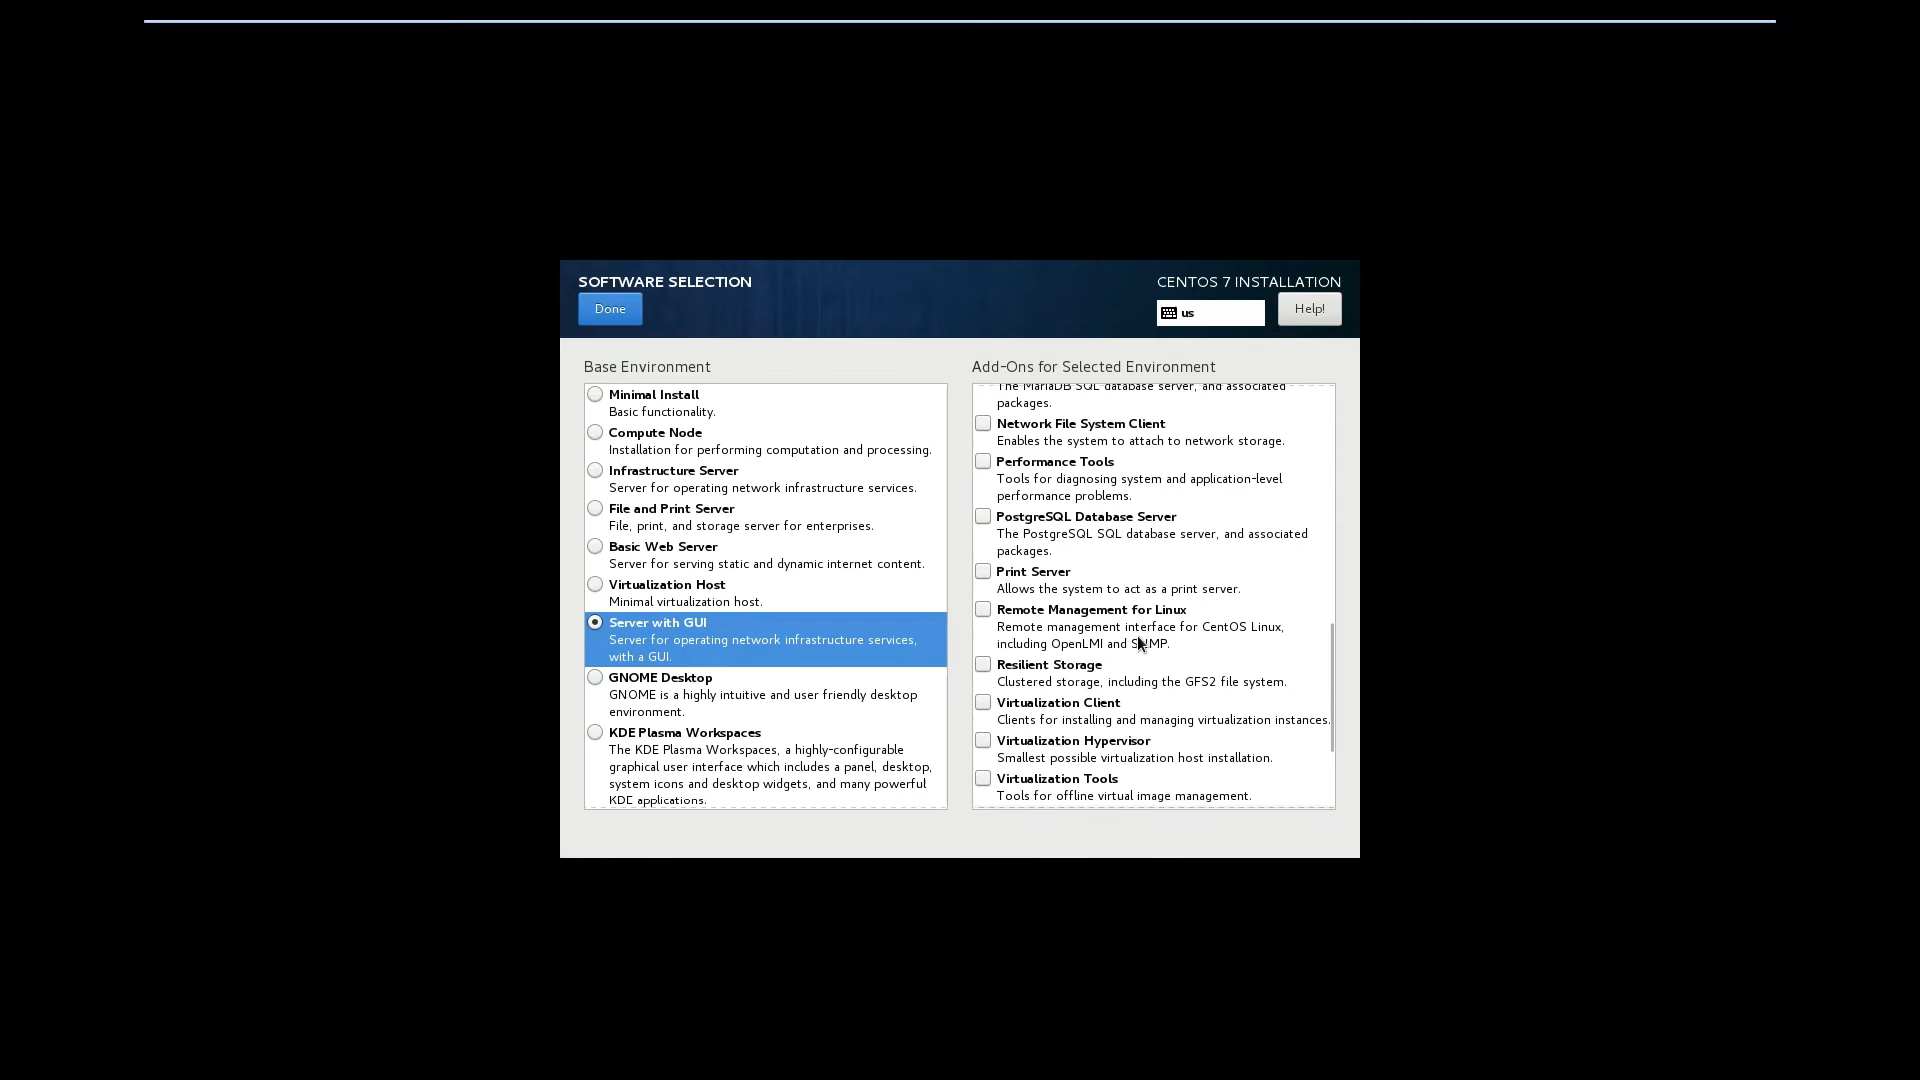 SOFTWARE SELECTION
CENTOS 7 INSTALLATION
Done
us
Help!
Base Environment
Minimal Install
Basic functionality.
Compute Node
Installation for performing computation and processing.
Infrastructure Server
Server for operating network infrastructure services.
File and Print Server
File, print, and storage server for enterprises.
Basic Web Server
Server for serving static and dynamic internet content.
Virtualization Host
Minimal virtualization host.
Server with GUI
Server for operating network infrastructure services,
with a GUI.
GNOME Desktop
GNOME is a highly intuitive and user friendly desktop
environment.
KDE Plasma Workspaces
The KDE Plasma Workspaces, a highly-configurable
graphical user interface which includes a panel, desktop,
system icons and desktop widgets, and many powerful
KDE applications.
Add-Ons for Selected Environment
The MariaDB SQL database server, and associated
packages.
Network File System Client
Enables the system to attach to network storage.
Performance Tools
Tools for diagnosing system and application-level
performance problems.
PostgreSQL Database Server
The PostgreSQL SQL database server, and associated
packages.
Print Server
Allows the system to act as a print server.
Remote Management for Linux
Remote management interface for CentOS Linux,
including OpenLMI and SNMP.
Resilient Storage
Clustered storage, including the GFS2 file system.
Virtualization Client
Clients for installing and managing virtualization instances.
Virtualization Hypervisor
Smallest possible virtualization host installation.
Virtualization Tools
Tools for offline virtual image management.